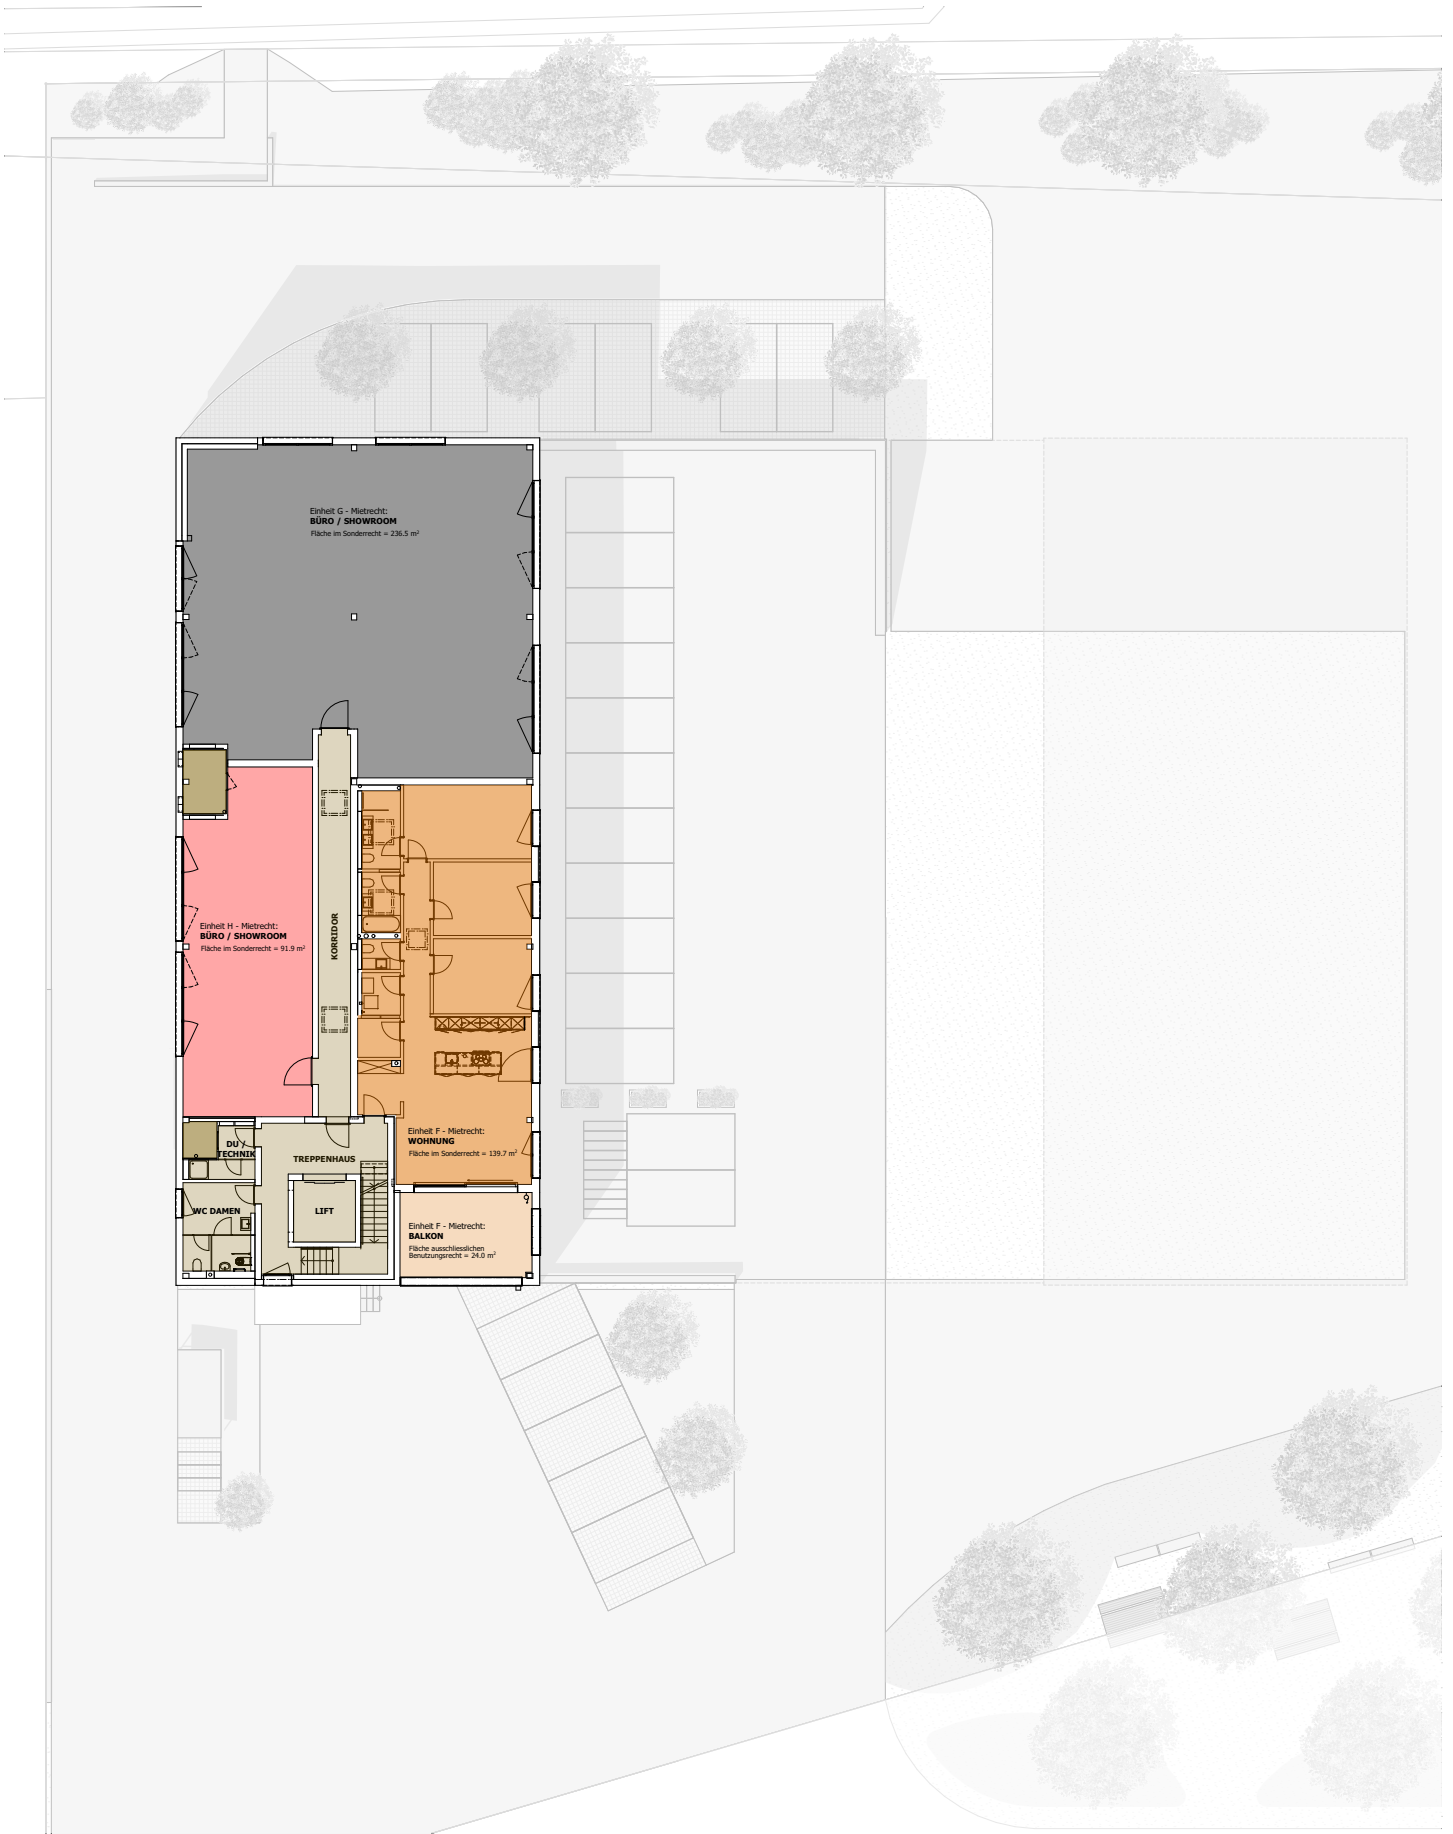 Einheit G - Mietrecht:
BÜRO / SHOWROOM
Fläche im Sonderrecht = 236.5 m²
Einheit H - Mietrecht:
BÜRO / SHOWROOM
Fläche im Sonderrecht = 91.9 m²
KORRIDOR
Einheit F - Mietrecht:
WOHNUNG
Fläche im Sonderrecht = 139.7 m²
DU /
TECHNIK
TREPPENHAUS
WC DAMEN
LIFT
Einheit F - Mietrecht:
BALKON
Fläche ausschliesslichen
Benutzungsrecht = 24.0 m²